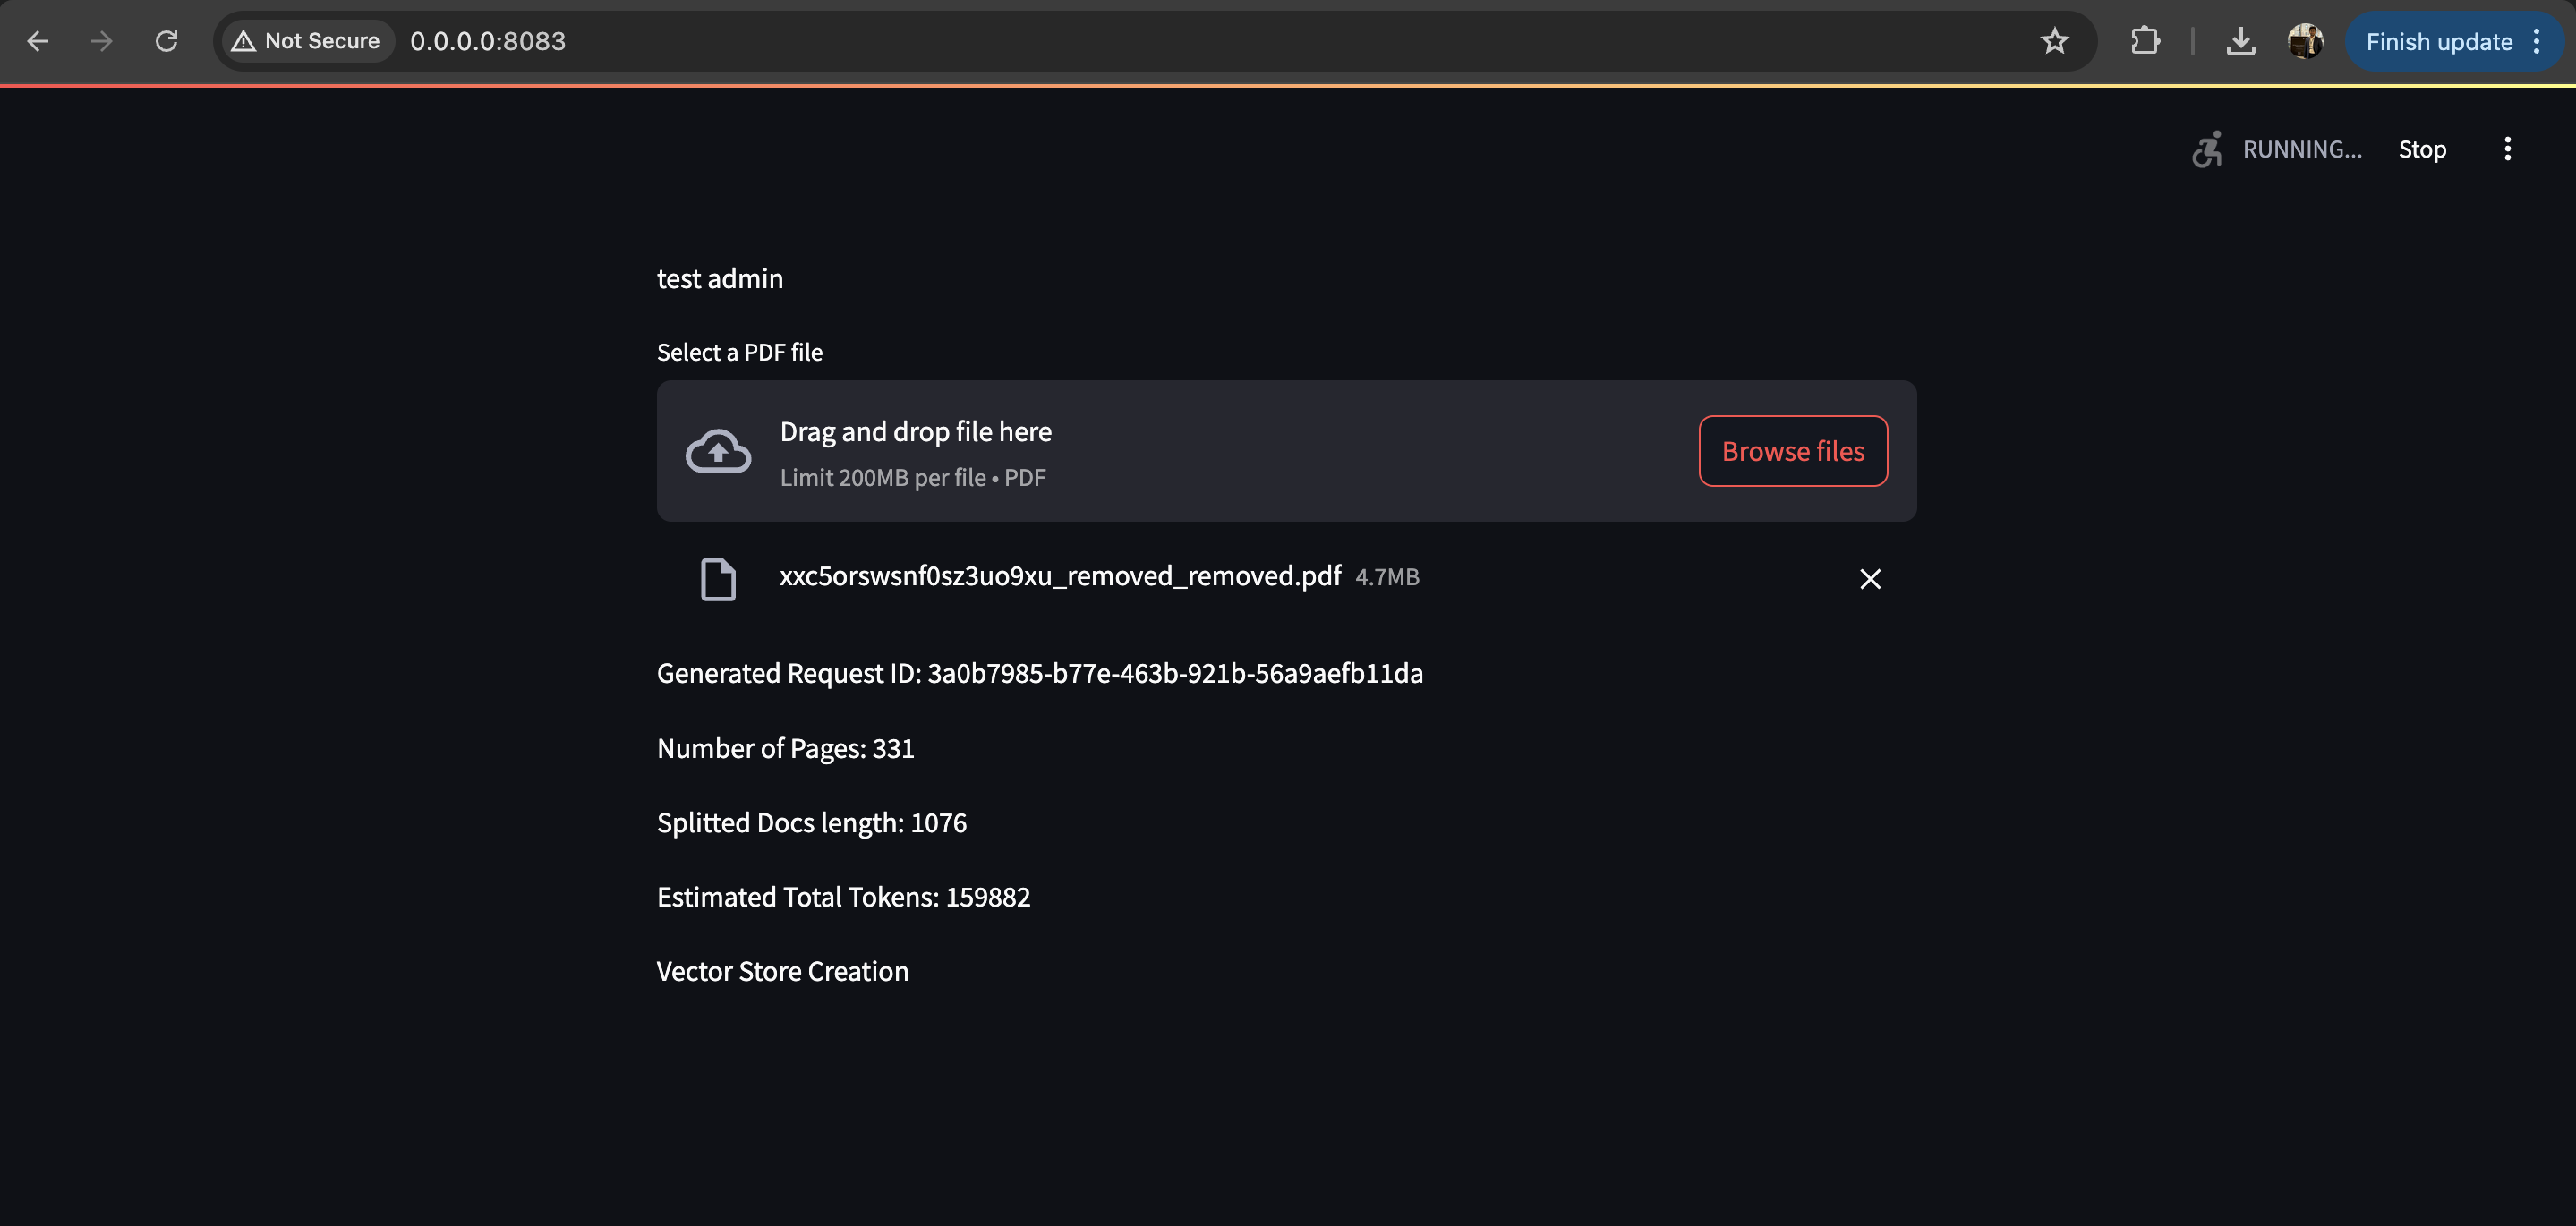 Not Secure 0.0.0.0:8083 Finish update
RUNNING... Stop
test admin
Select a PDF file
Drag and drop file here
Limit 200MB per file • PDF
Browse files
xxc5orswsnf0sz3uo9xu_removed_removed.pdf 4.7MB
Generated Request ID: 3a0b7985-b77e-463b-921b-56a9aefb11da
Number of Pages: 331
Splitted Docs length: 1076
Estimated Total Tokens: 159882
Vector Store Creation